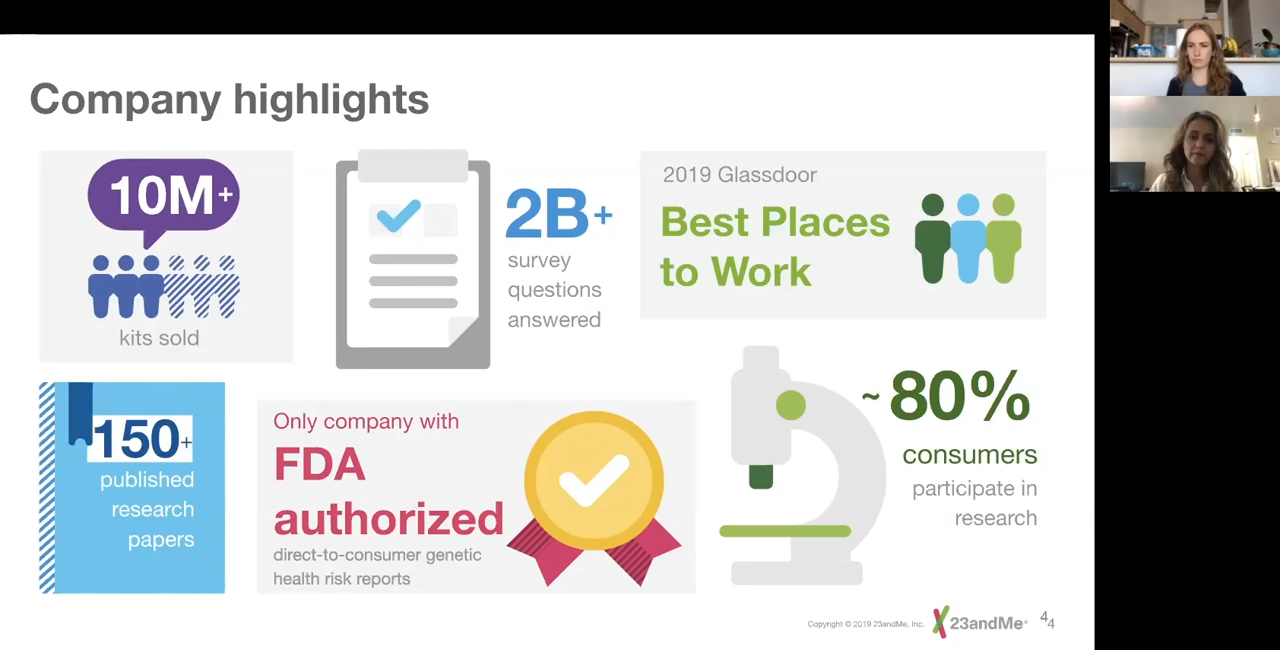 Company highlights
10M+
kits sold
2B+
survey
questions
answered
2019 Glassdoor
Best Places
to Work
150+
published
research
papers
Only company with
FDA
authorized
direct-to-consumer genetic
health risk reports
~80%
consumers
participate in
research
Copyright © 2019 23andMe, Inc.
23andMe®
4
4